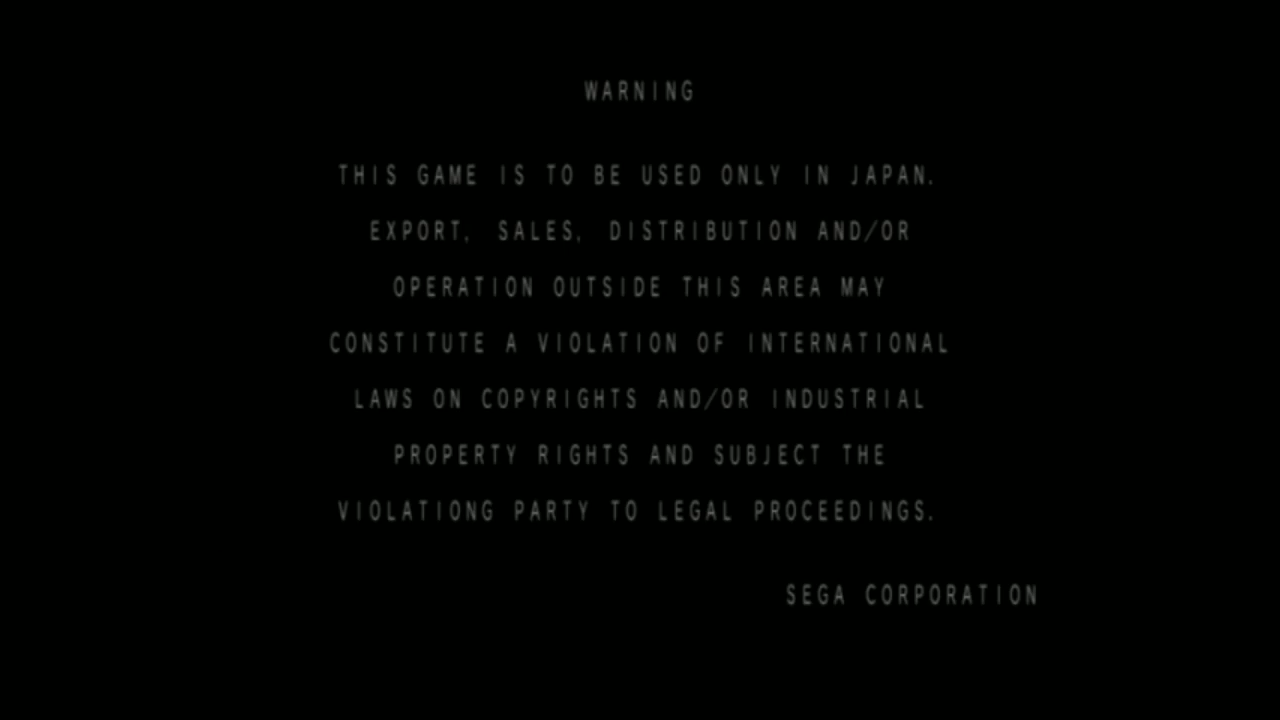 WARNING
THIS GAME IS TO BE USED ONLY IN JAPAN.
EXPORT, SALES, DISTRIBUTION AND/OR
OPERATION OUTSIDE THIS AREA MAY
CONSTITUTE A VIOLATION OF INTERNATIONAL
LAWS ON COPYRIGHTS AND/OR INDUSTRIAL
PROPERTY RIGHTS AND SUBJECT THE
VIOLATIONG PARTY TO LEGAL PROCEEDINGS.
SEGA CORPORATION